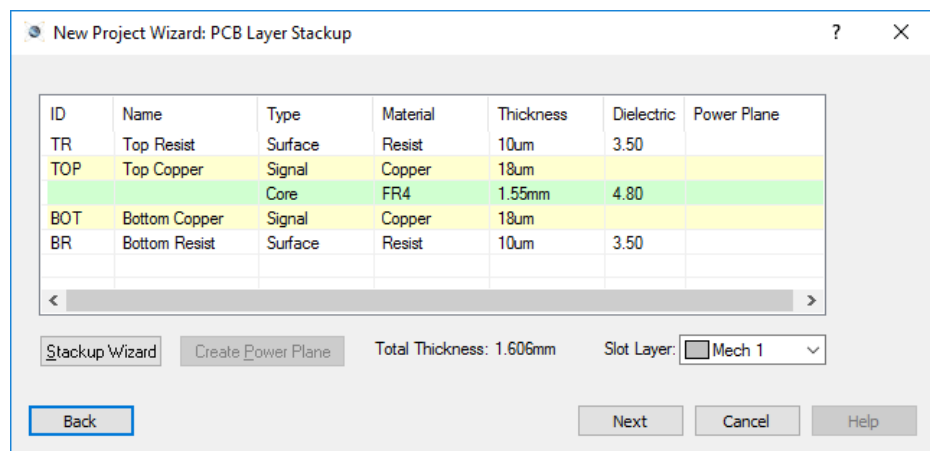 New Project Wizard: PCB Layer Stackup ?
ID Name Type Material Thickness Dielectric Power Plane
TR Top Resist Surface Resist 10um 3.50
TOP Top Copper Signal Copper 18um
Core FR4 1.55mm 4.80
BOT Bottom Copper Signal Copper 18um
BR Bottom Resist Surface Resist 10um 3.50
Stackup Wizard Create Power Plane Total Thickness: 1.606mm Slot Layer: Mech 1
Back Next Cancel Help